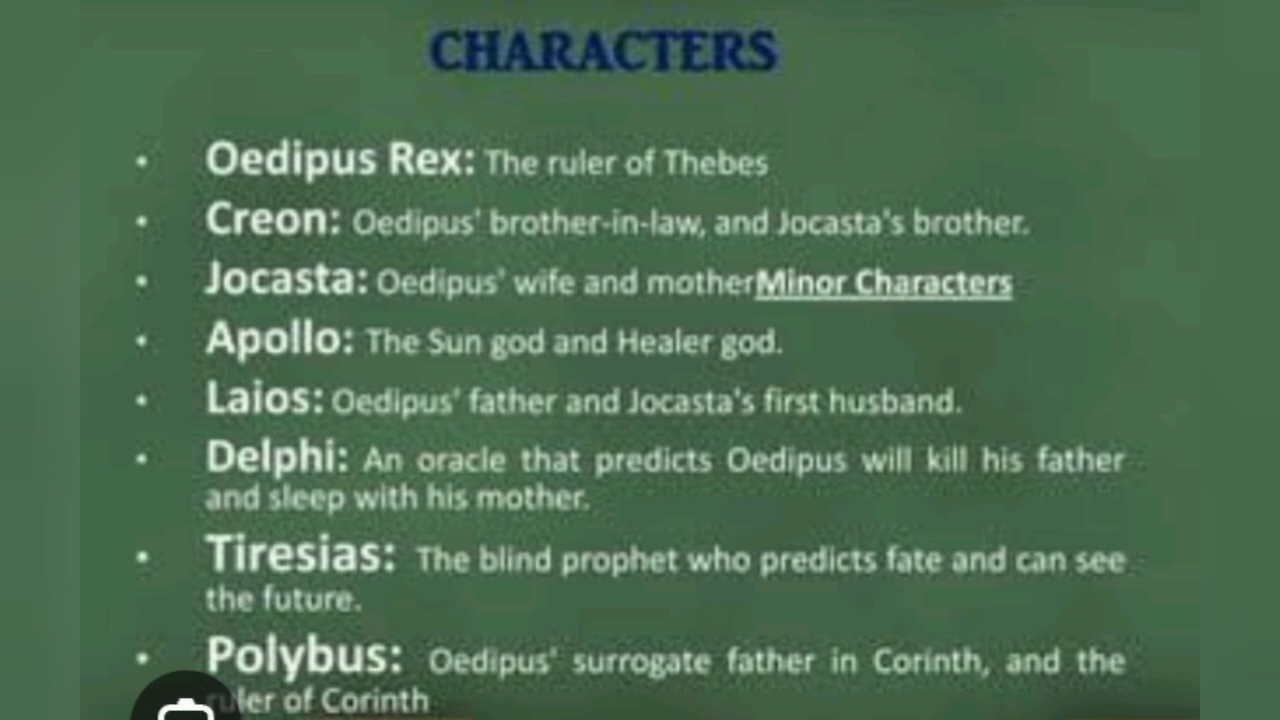 CHARACTERS
• Oedipus Rex: The ruler of Thebes
• Creon: Oedipus' brother-in-law, and Jocasta's brother.
• Jocasta: Oedipus' wife and motherMinor Characters
• Apollo: The Sun god and Healer god.
• Laios: Oedipus' father and Jocasta's first husband.
• Delphi: An oracle that predicts Oedipus will kill his father
and sleep with his mother.
• Tiresias: The blind prophet who predicts fate and can see
the future.
• Polybus: Oedipus' surrogate father in Corinth, and the
ruler of Corinth